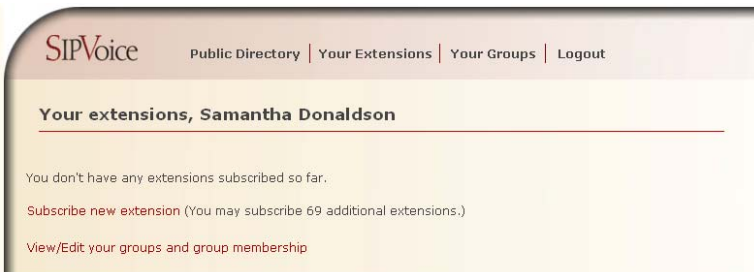 SIPVoice
Public Directory | Your Extensions | Your Groups | Logout
Your extensions, Samantha Donaldson
You don't have any extensions subscribed so far.
Subscribe new extension (You may subscribe 69 additional extensions.)
View/Edit your groups and group membership